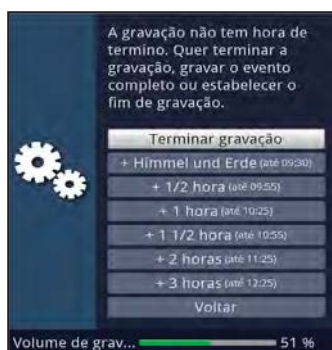 A gravação não tem hora de
termino. Quer terminar a
gravação, gravar o evento
completo ou estabelecer o
fim de gravação.
Terminar gravação
+ Himmel und Erde (até 09:30)
+ 1/2 hora (até 09:55)
+ 1 hora (até 10:25)
+ 1 1/2 hora (até 10:55)
+ 2 horas (até 11:25)
+ 3 horas (até 12:25)
Voltar
Volume de grav... 51 %